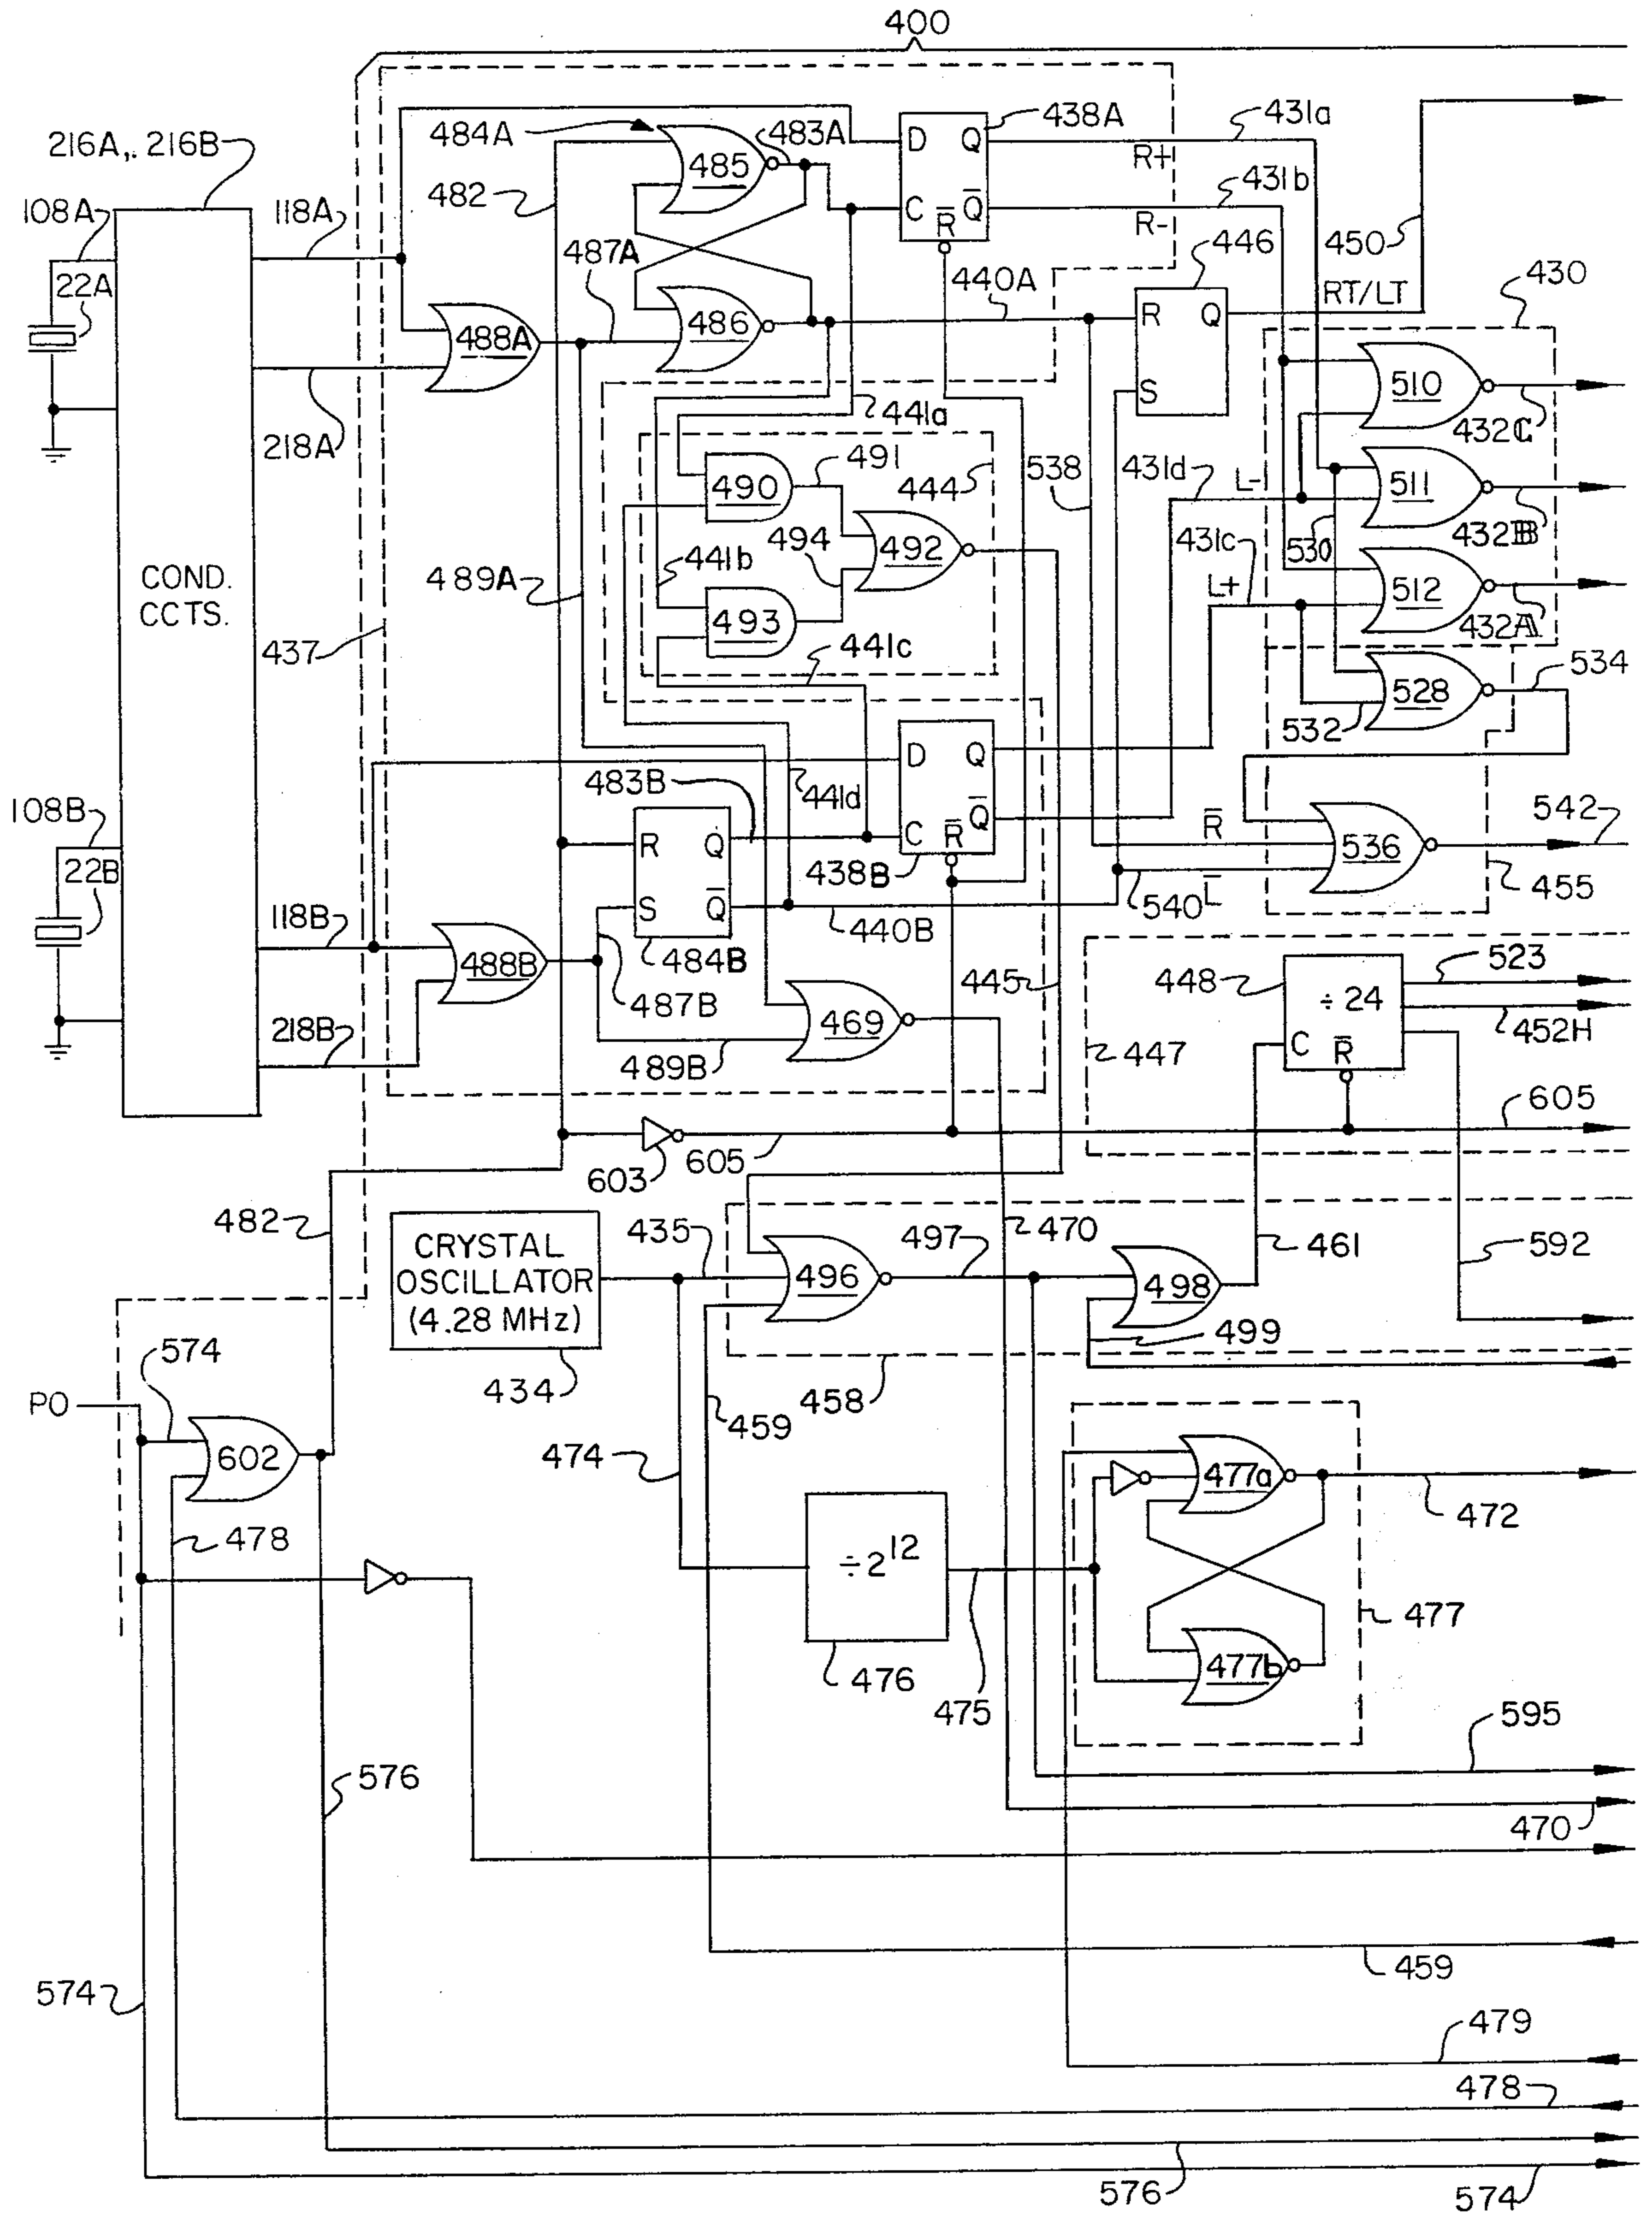 400
216A,. 216B
484A
483A
D
Q
438A
431a
R+
485
482
108A
118A
C
R̅
Q̅
431b
R-
450
22A
487A
440A
446
430
R
Q
RT/LT
488A
486
S
510
432C
218A
441a
538
431d
L-
511
490
491
444
530
432B
494
492
431c
L+
512
432A
COND.
CCTS.
489A
441b
493
437
441c
528
534
532
D
Q
483B
441d
108B
R
Q
C
R̅
Q̅
R̅
536
542
22B
438B
S
Q̅
540
L̅
455
118B
440B
484B
488B
487B
445
448
÷ 24
523
469
452H
218B
489B
447
C
R̅
605
603
605
482
435
497
470
461
592
CRYSTAL
OSCILLATOR
(4.28 MHz)
496
498
499
574
434
458
PO
459
602
474
477a
472
478
÷2¹²
477
477b
476
475
595
576
470
459
574
479
478
576
574